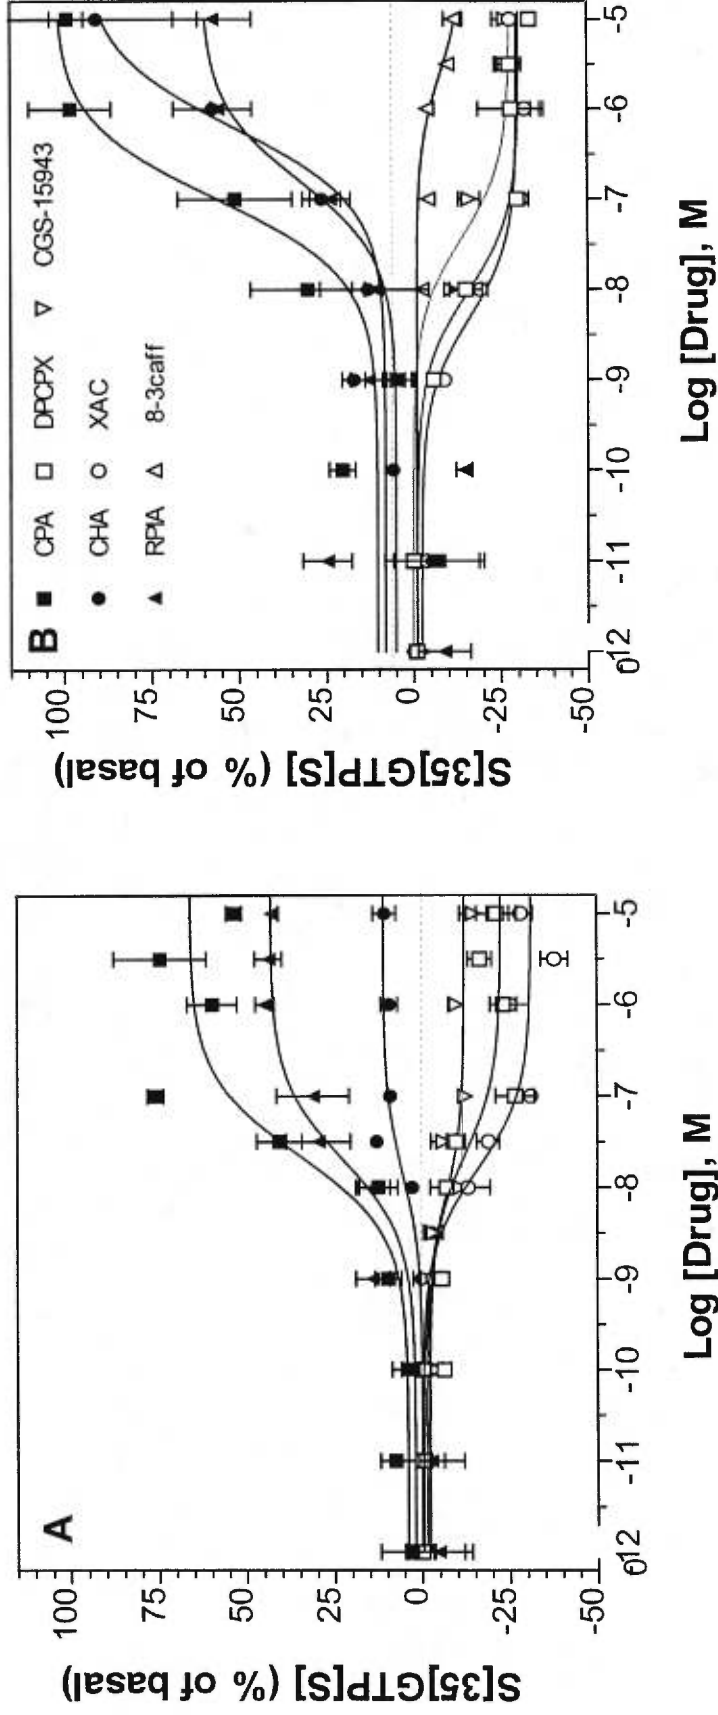 A
S[35]GTP[S] (% of basal)
100
75
50
25
0
-25
-50
0
12
-11
-10
-9
-8
-7
-6
-5
Log [Drug], M
B
CPA
DPCPX
CGS-15943
CHA
XAC
RPIA
8-3caff
S[35]GTP[S] (% of basal)
100
75
50
25
0
-25
-50
0
12
-11
-10
-9
-8
-7
-6
-5
Log [Drug], M